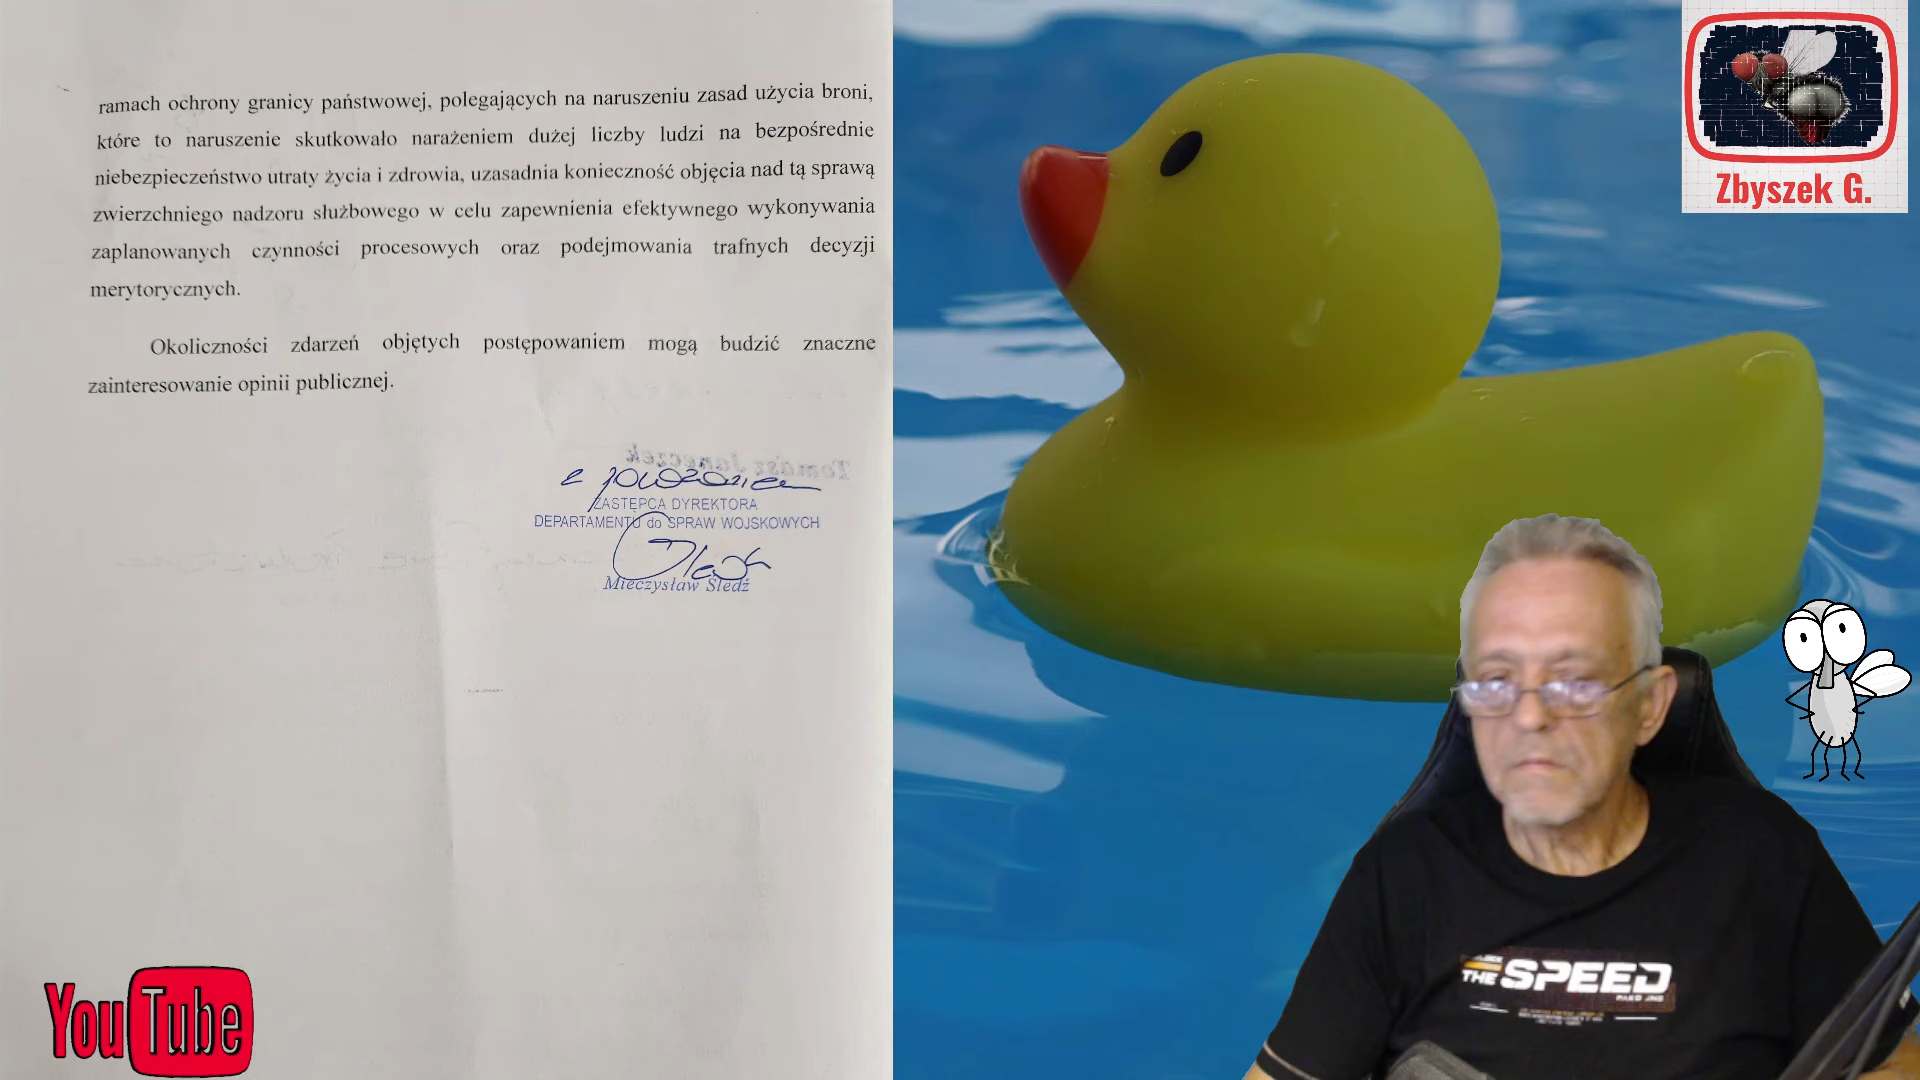 ramach ochrony granicy państwowej, polegających na naruszeniu zasad użycia broni,
które to naruszenie skutkowało narażeniem dużej liczby ludzi na bezpośrednie
niebezpieczeństwo utraty życia i zdrowia, uzasadnia konieczność objęcia nad tą sprawą
zwierzchniego nadzoru służbowego w celu zapewnienia efektywnego wykonywania
zaplanowanych czynności procesowych oraz podejmowania trafnych decyzji
merytorycznych.
Okoliczności zdarzeń objętych postępowaniem mogą budzić znaczne
zainteresowanie opinii publicznej.
Tomasz Janeczek
z poważaniem
ZASTĘPCA DYREKTORA
DEPARTAMENTU do SPRAW WOJSKOWYCH
Mieczysław Śledź
YouTube
Zbyszek G.
THE SPEED